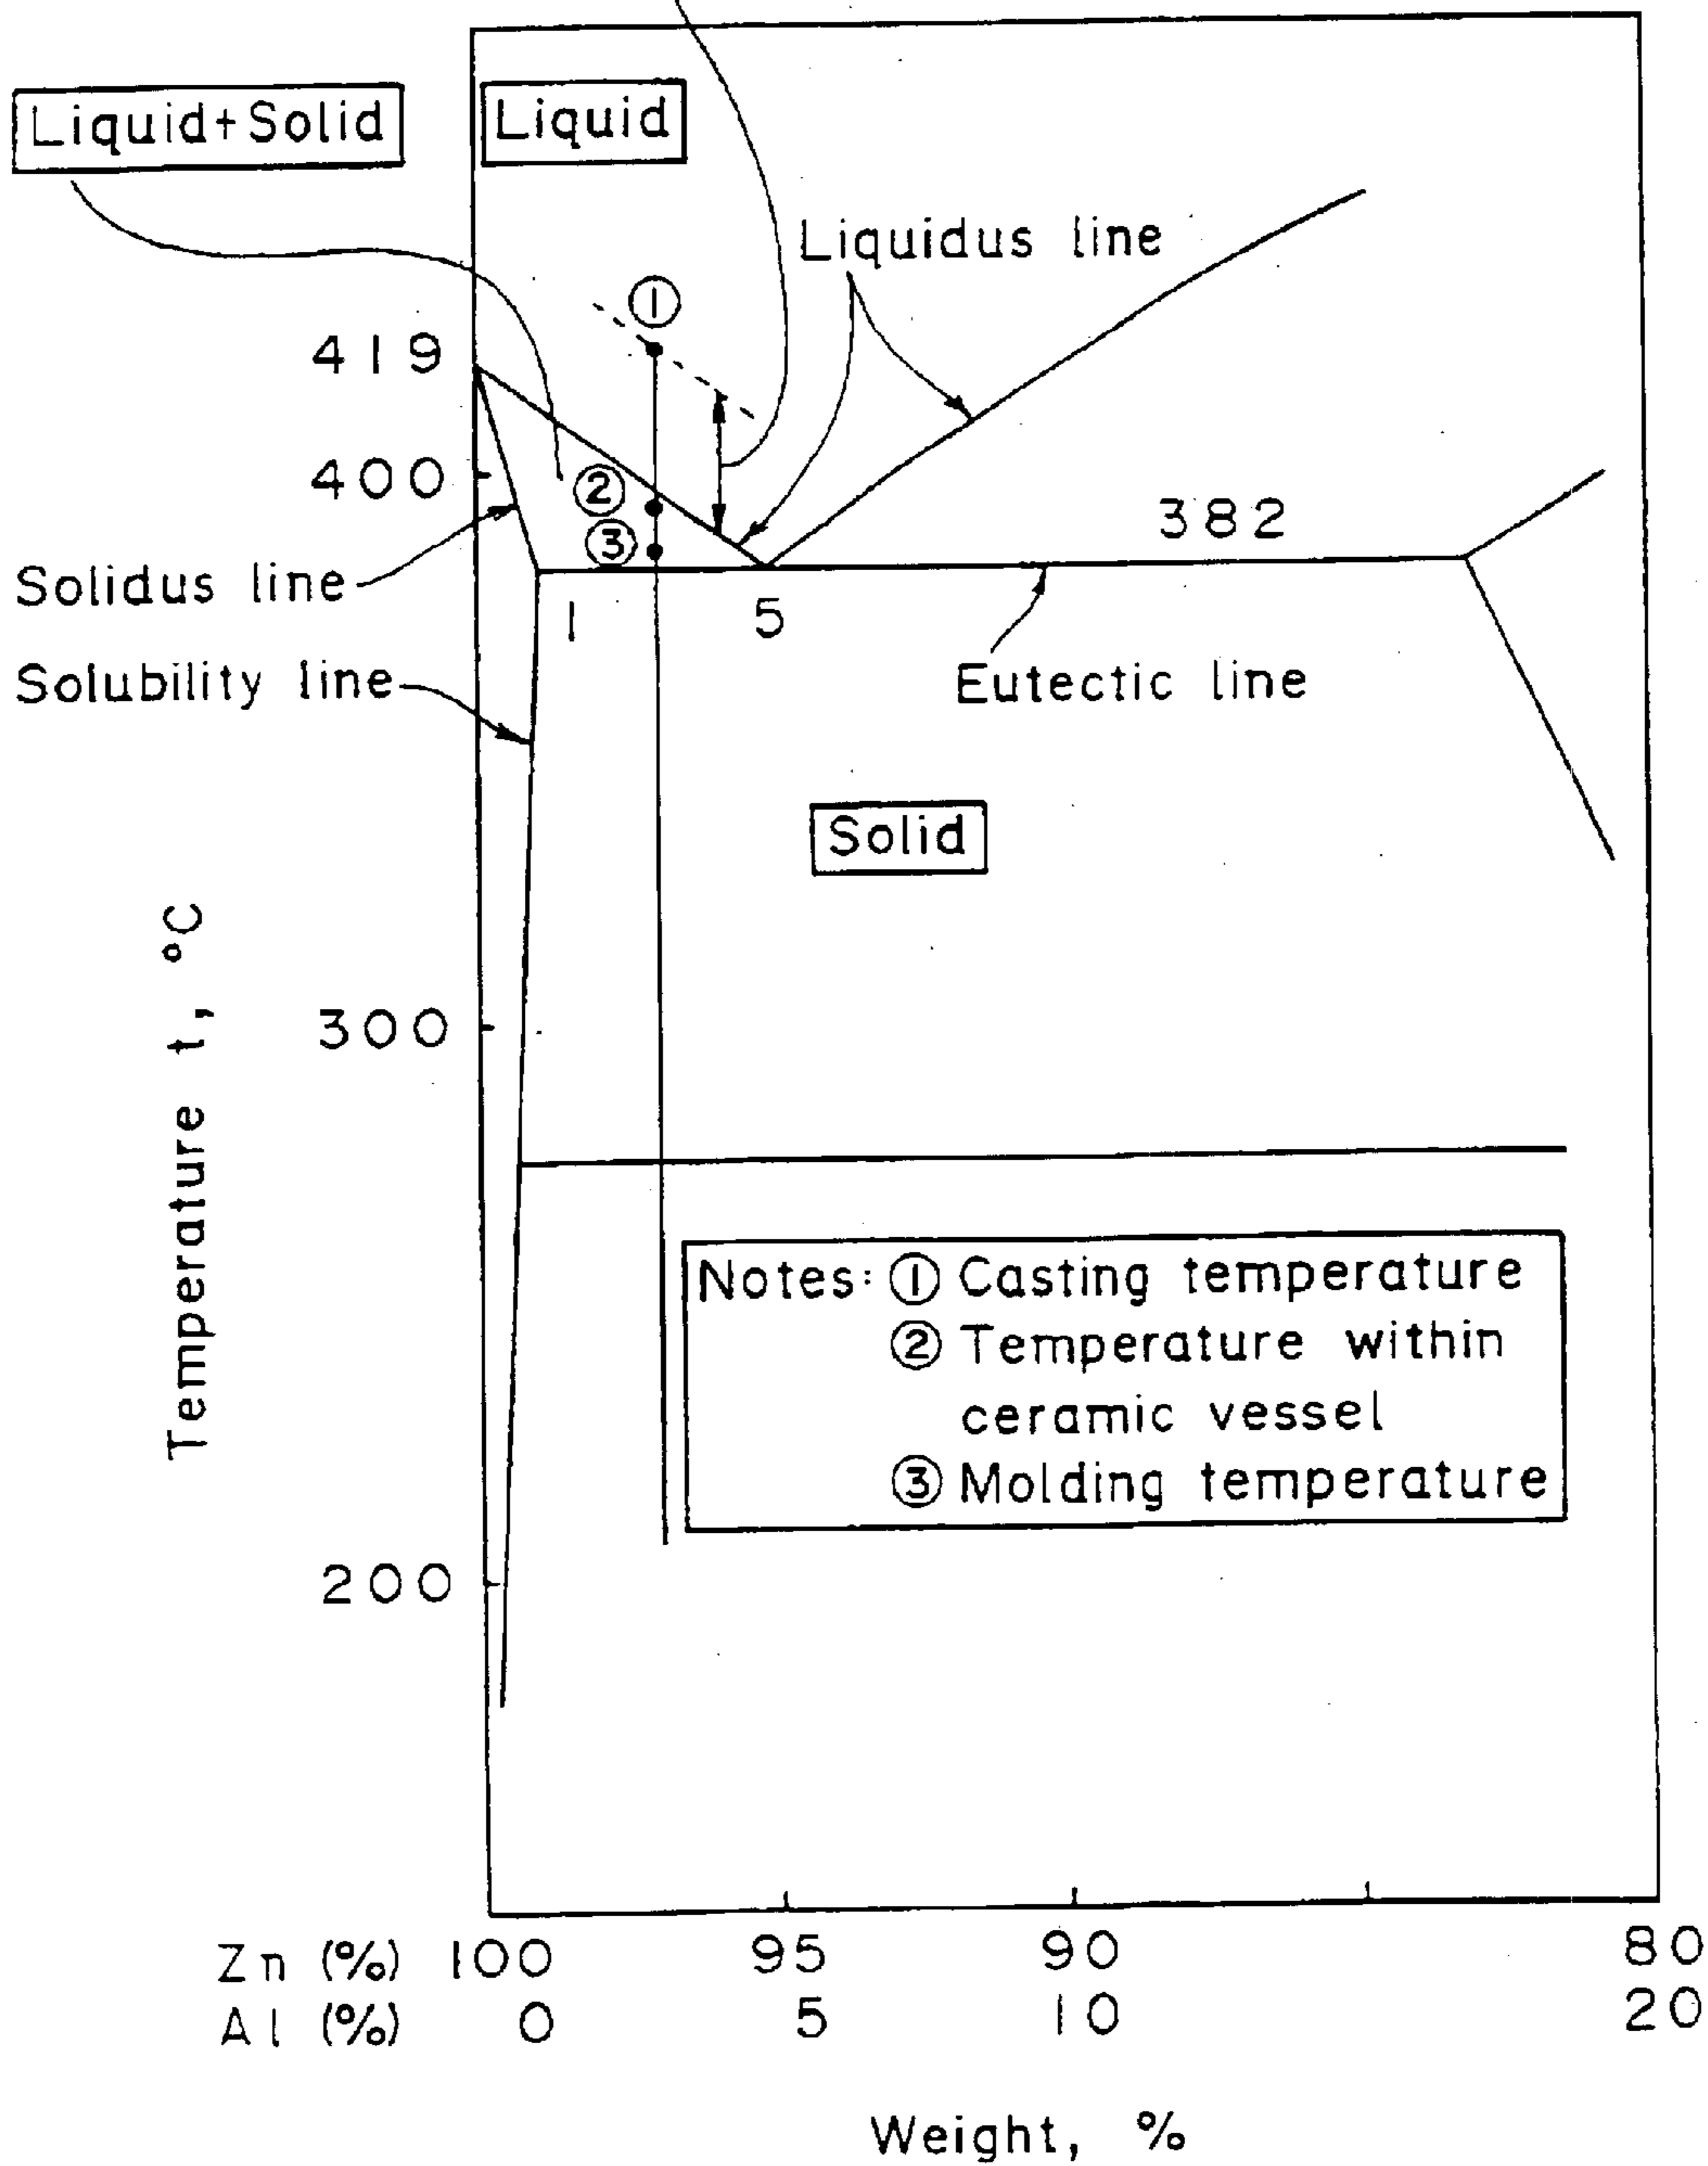 Liquid+Solid
Liquid
Liquidus line
①
419
400
②
③
382
Solidus line
1
5
Solubility line
Eutectic line
Solid
Temperature t, °C
300
Notes: ① Casting temperature
② Temperature within
ceramic vessel
③ Molding temperature
200
Zn (%) 100 95 90 80
Al (%) 0 5 10 20
Weight, %